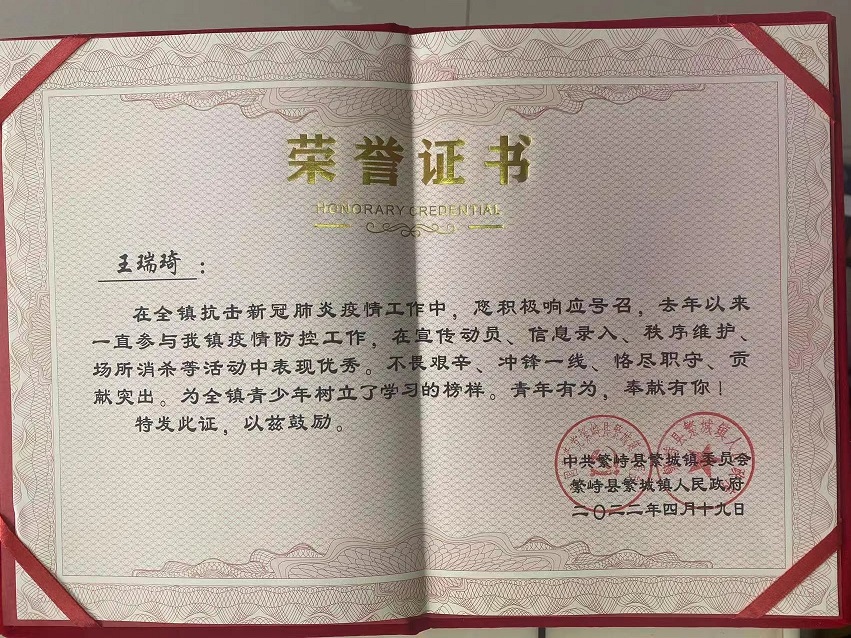 荣誉证书
HONORARY CREDENTIAL
王瑞琦：
在全镇抗击新冠肺炎疫情工作中，您积极响应号召，去年以来
一直参与我镇疫情防控工作，在宣传动员、信息录入、秩序维护、
场所消杀等活动中表现优秀。不畏艰辛、冲锋一线、恪尽职守、贡
献突出。为全镇青少年树立了学习的榜样。青年有为，奉献有你！
特发此证，以兹鼓励。
中共繁峙县繁城镇委员会
繁峙县繁城镇人民政府
二〇二二年四月十九日